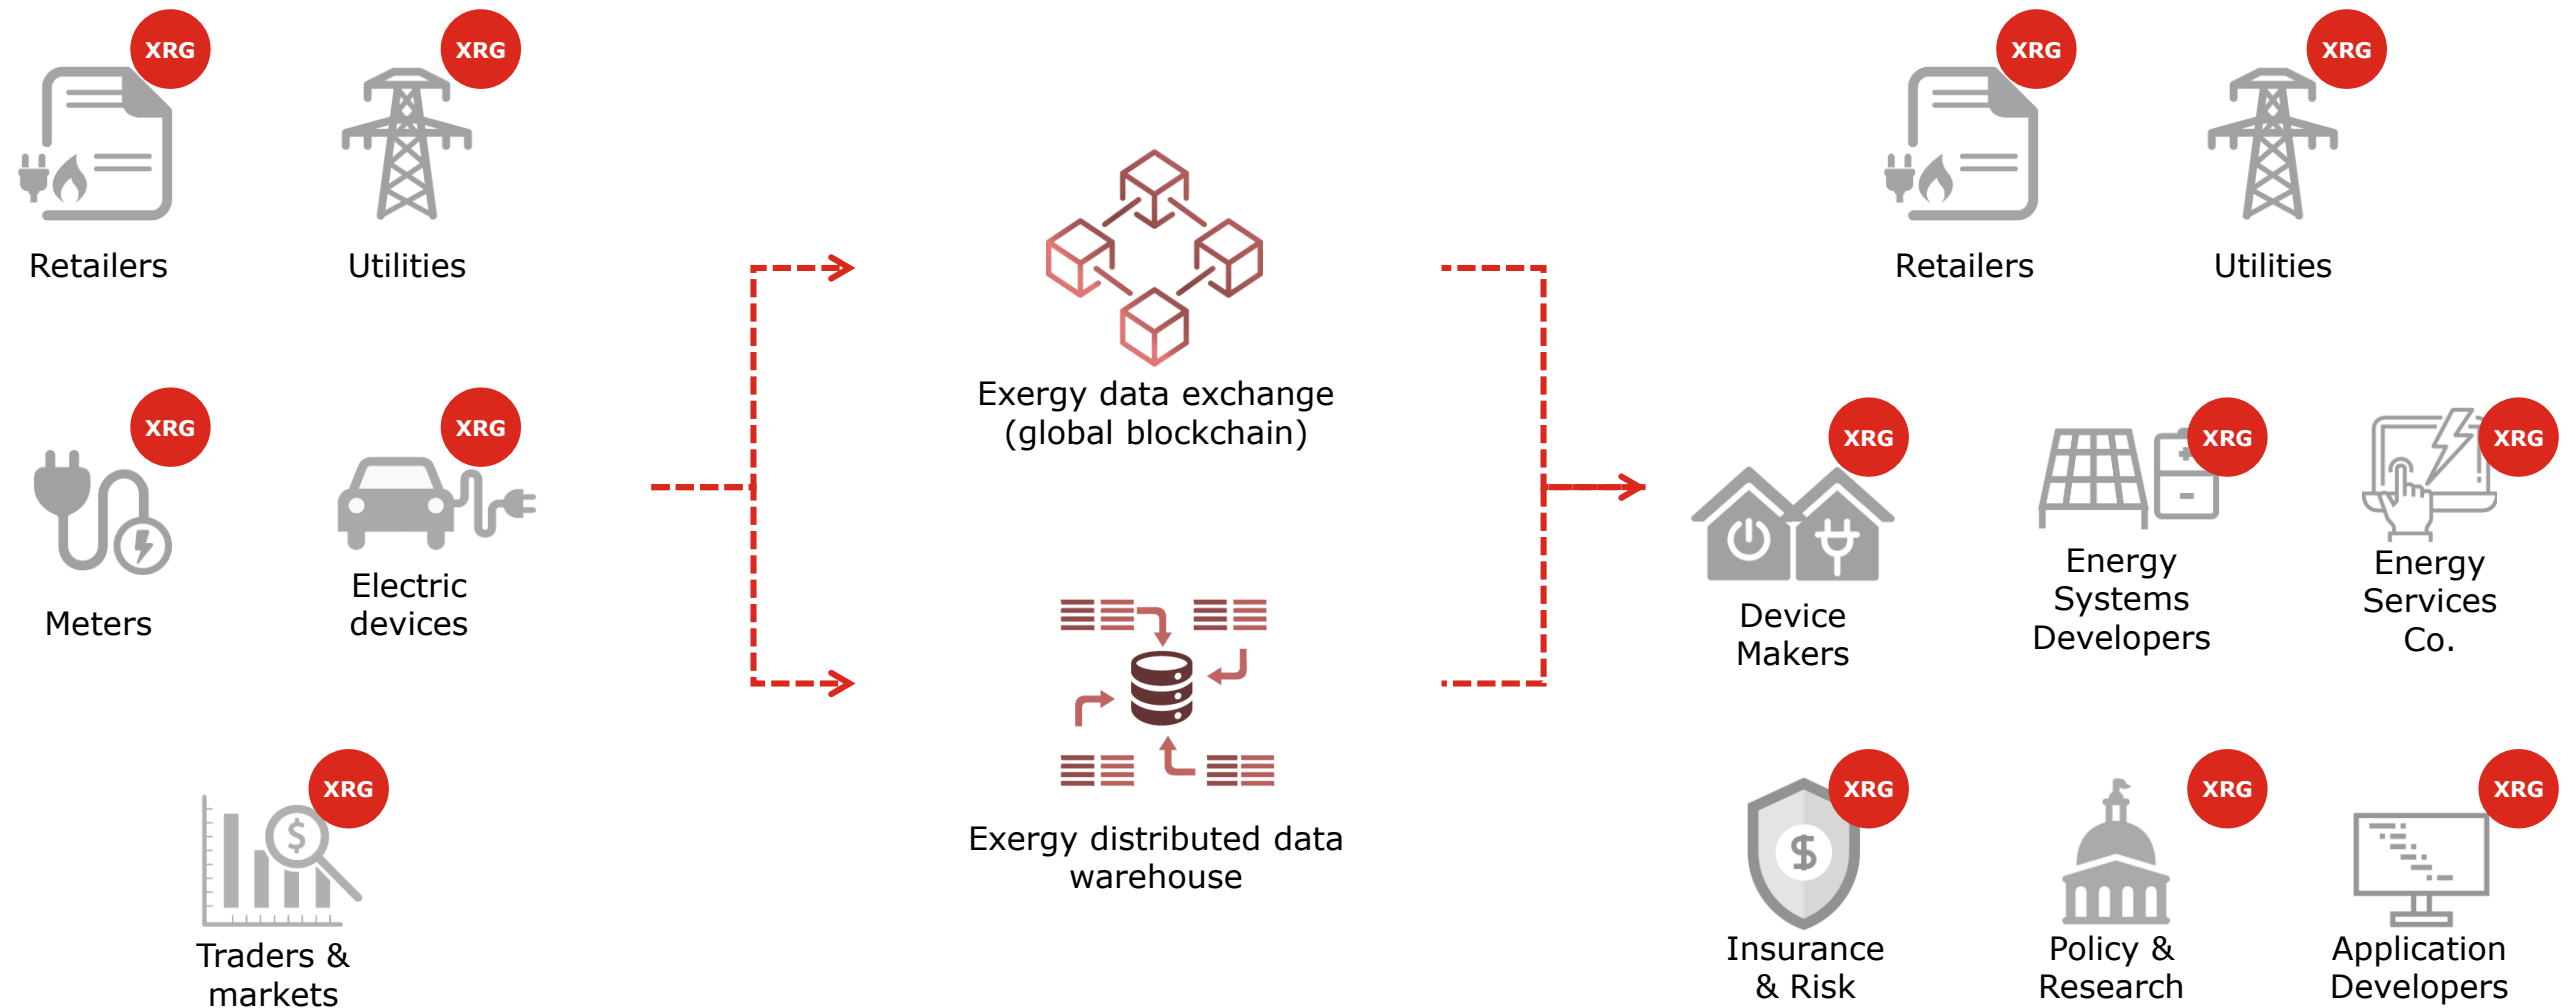 XRG
XRG
Retailers
Utilities
XRG
XRG
Meters
Electric
devices
XRG
$
Traders &
markets
Exergy data exchange
(global blockchain)
Exergy distributed data
warehouse
XRG
XRG
Retailers
Utilities
XRG
XRG
XRG
Device
Makers
Energy
Systems
Developers
Energy
Services
Co.
XRG
XRG
XRG
$
Insurance
& Risk
Policy &
Research
Application
Developers